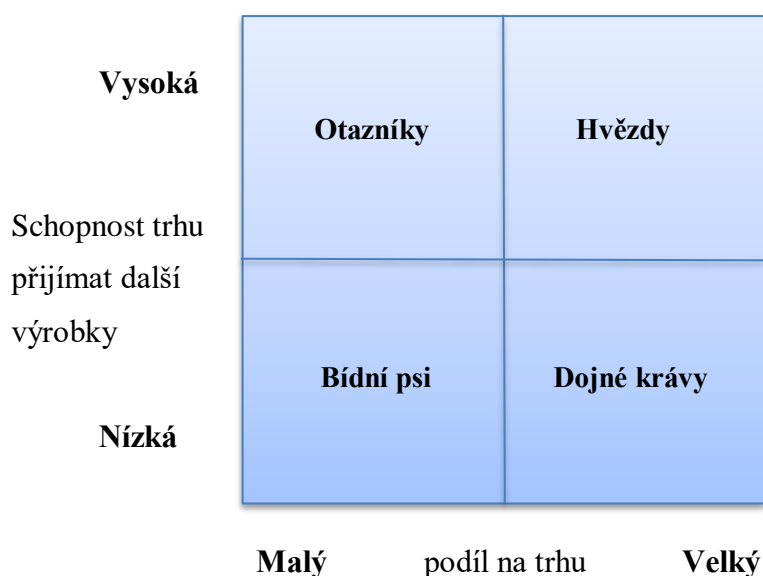 Vysoká
Otazníky
Hvězdy
Schopnost trhu
přijímat další
výrobky
Bídní psi
Dojné krávy
Nízká
Malý podíl na trhu Velký